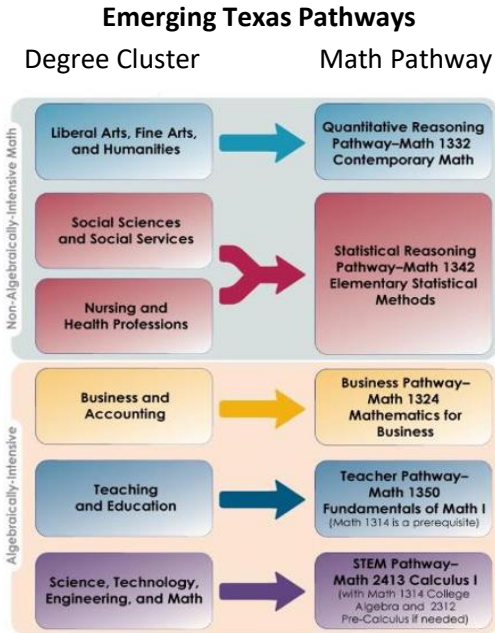 Emerging Texas Pathways
Degree Cluster
Math Pathway
Non-Algebraically-Intensive Math
Liberal Arts, Fine Arts,
and Humanities
Quantitative Reasoning
Pathway–Math 1332
Contemporary Math
Social Sciences
and Social Services
Nursing and
Health Professions
Statistical Reasoning
Pathway–Math 1342
Elementary Statistical
Methods
Algebraically-Intensive
Business and
Accounting
Business Pathway–
Math 1324
Mathematics for
Business
Teaching
and Education
Teacher Pathway–
Math 1350
Fundamentals of Math I
(Math 1314 is a prerequisite)
Science, Technology,
Engineering, and Math
STEM Pathway–
Math 2413 Calculus I
(with Math 1314 College
Algebra and 2312
Pre-Calculus if needed)